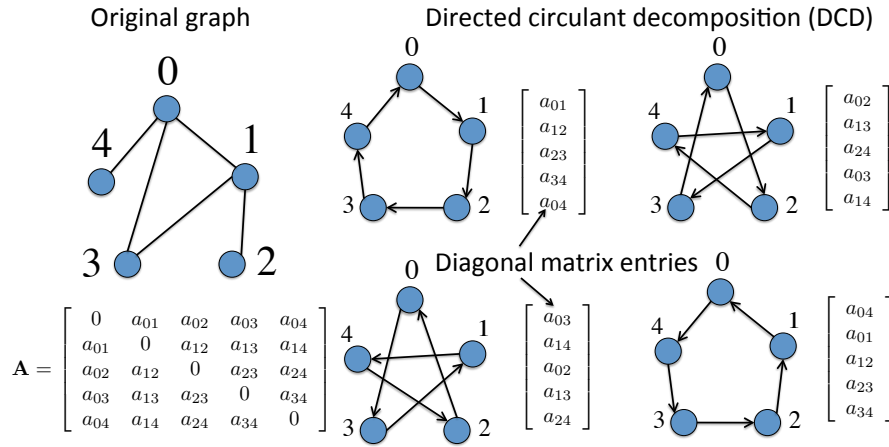 Original graph
0
4
1
3
2
A = [ 0 a01 a02 a03 a04
a01 0 a12 a13 a14
a02 a12 0 a23 a24
a03 a13 a23 0 a34
a04 a14 a24 a34 0 ]
Directed circulant decomposition (DCD)
0
4
1
3
2
a01
a12
a23
a34
a04
0
4
1
3
2
a02
a13
a24
a03
a14
Diagonal matrix entries
0
4
1
3
2
a03
a14
a02
a13
a24
0
4
1
3
2
a04
a01
a12
a23
a34